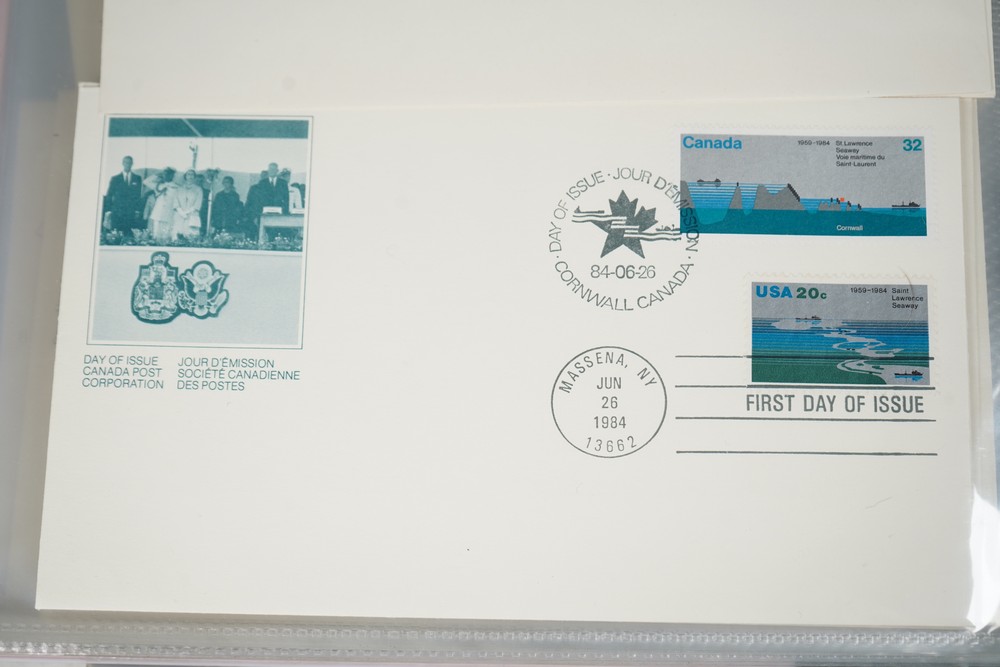 DAY OF ISSUE JOUR D'ÉMISSION
CANADA POST SOCIÉTÉ CANADIENNE
CORPORATION DES POSTES
DAY OF ISSUE · JOUR D'ÉMISSION ·
84-06-26
CORNWALL CANADA ·
Canada
1959-1984 St. Lawrence
Seaway
Voie maritime du
Saint-Laurent
32
Cornwall
USA 20c
1959-1984 Saint
Lawrence
Seaway
MASSENA, NY
JUN
26
1984
13662
FIRST DAY OF ISSUE